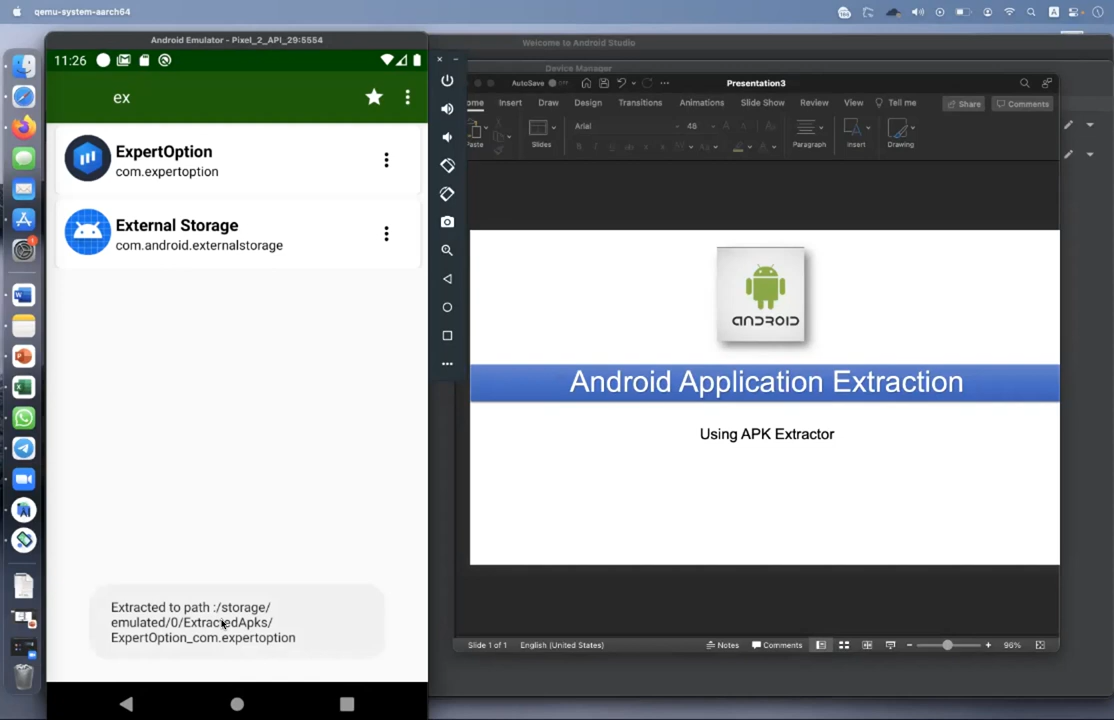 qemu-system-aarch64
Android Emulator - Pixel_2_API_29:5554
11:26
ex
ExpertOption
com.expertoption
External Storage
com.android.externalstorage
Extracted to path :/storage/
emulated/0/ExtractedApks/
ExpertOption_com.expertoption
Welcome to Android Studio
Device Manager
AutoSave
Presentation3
ome Insert Draw Design Transitions Animations Slide Show Review View Tell me
Share Comments
Paste
Slides
Arial 48
Paragraph
Insert
Drawing
ANDROID
Android Application Extraction
Using APK Extractor
Slide 1 of 1 English (United States) Notes Comments 96%